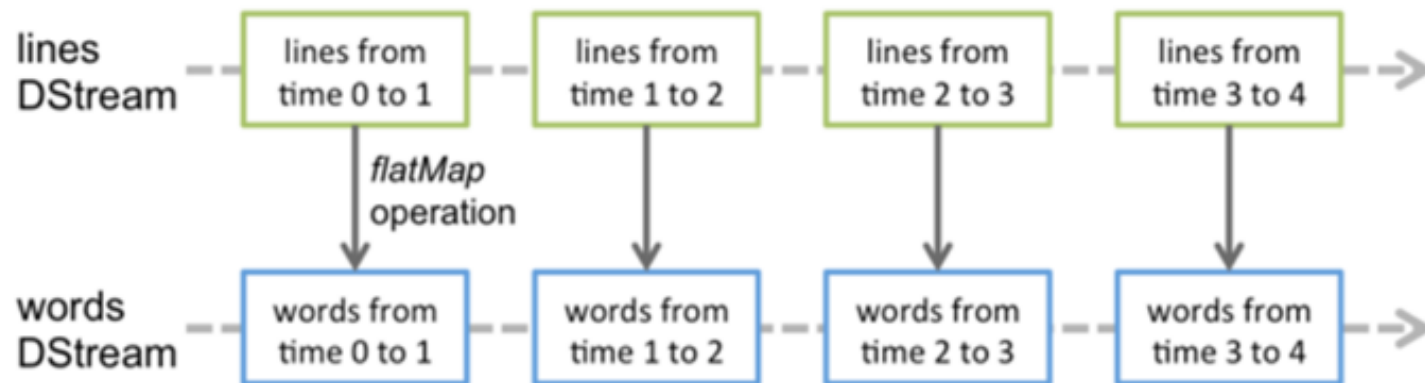 lines
DStream
lines from
time 0 to 1
lines from
time 1 to 2
lines from
time 2 to 3
lines from
time 3 to 4
flatMap
operation
words
DStream
words from
time 0 to 1
words from
time 1 to 2
words from
time 2 to 3
words from
time 3 to 4